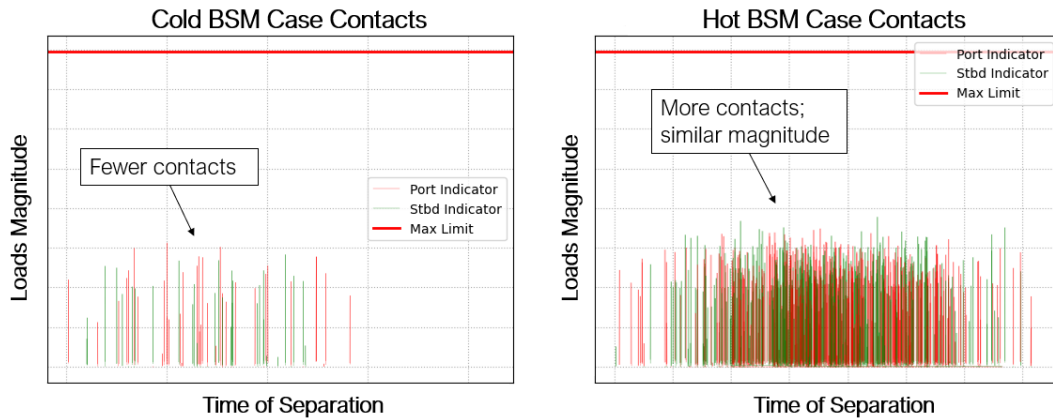 Cold BSM Case Contacts
Loads Magnitude
Fewer contacts
Port Indicator
Stbd Indicator
Max Limit
Time of Separation
Hot BSM Case Contacts
Loads Magnitude
More contacts;
similar magnitude
Port Indicator
Stbd Indicator
Max Limit
Time of Separation